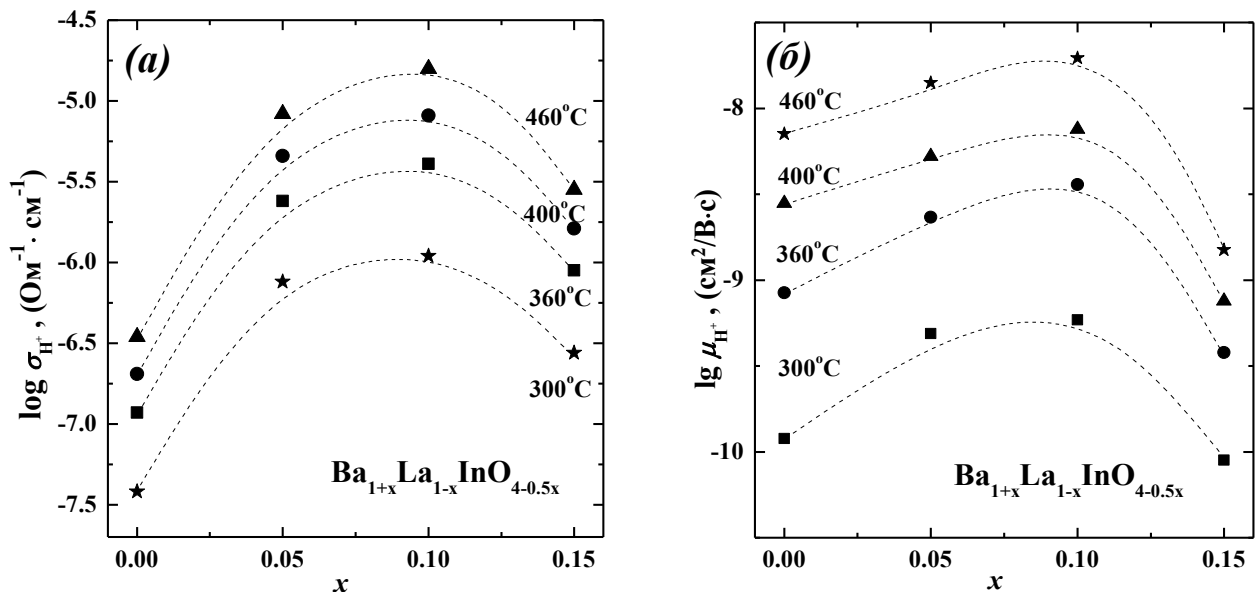 (а)
log σH+ , (Ом-1 · см-1)
-4.5
-5.0
-5.5
-6.0
-6.5
-7.0
-7.5
460°C
400°C
360°C
300°C
Ba1+xLa1-xInO4-0.5x
0.00 0.05 0.10 0.15
x
(б)
lg μH+ , (см2/В·с)
-8
-9
-10
460°C
400°C
360°C
300°C
Ba1+xLa1-xInO4-0.5x
0.00 0.05 0.10 0.15
x